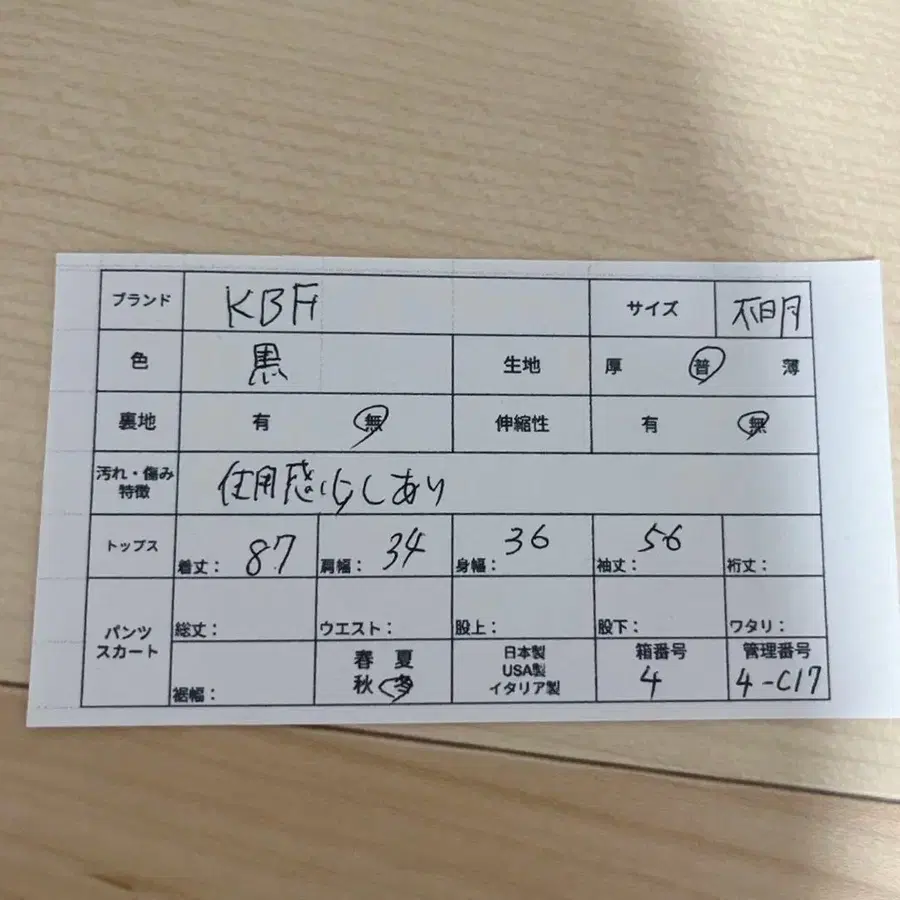 ブランド KBF サイズ 不明
色 黒 生地 厚 普 薄
裏地 有 無 伸縮性 有 無
汚れ・傷み
特徴 使用感少しあり
トップス 着丈: 87 肩幅: 34 身幅: 36 袖丈: 56 裄丈:
パンツ
スカート 総丈: ウエスト: 股上: 股下: ワタリ:
裾幅: 春 夏
秋 冬
日本製
USA製
イタリア製
箱番号
4
管理番号
4-C17